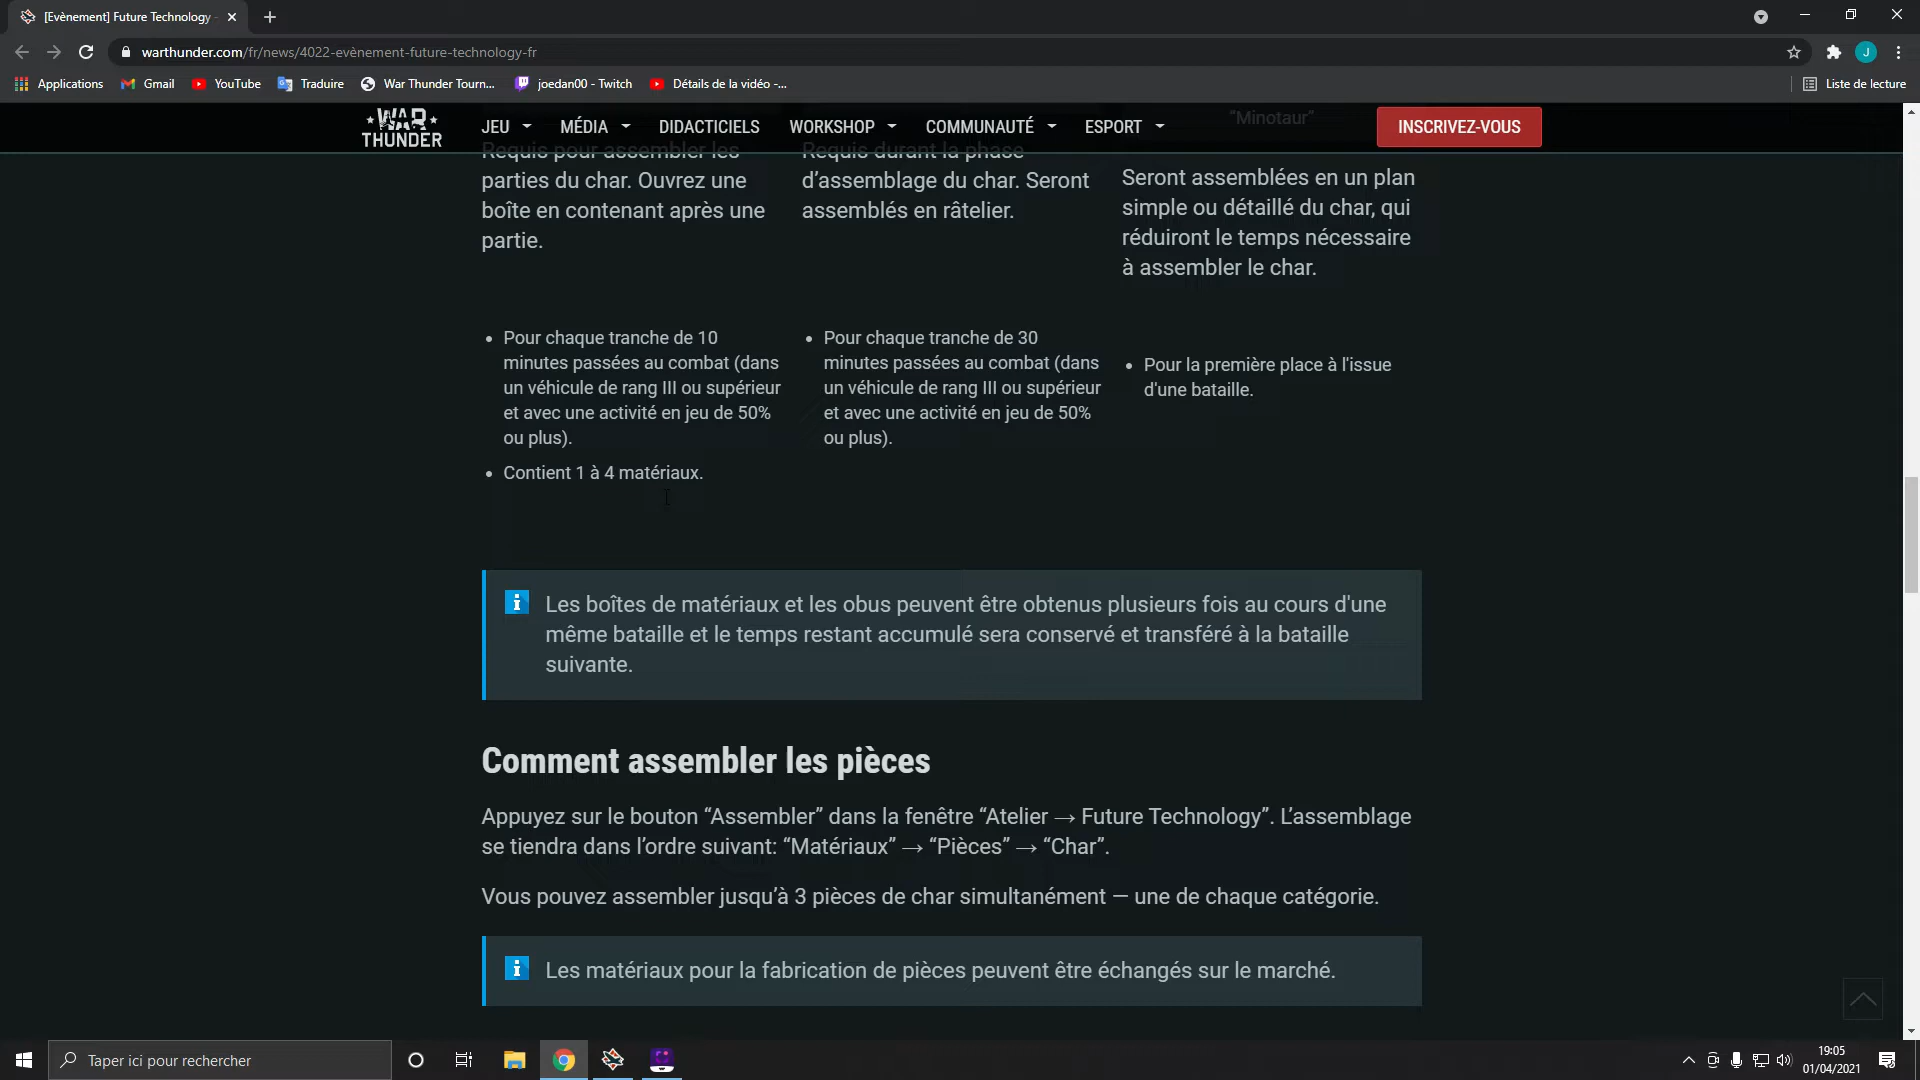 [Evènement] Future Technology -
warthunder.com/fr/news/4022-evènement-future-technology-fr
J
Applications
Gmail
YouTube
Traduire
War Thunder Tourn...
joedan00 - Twitch
Détails de la vidéo -...
Liste de lecture
WAR THUNDER
JEU
MÉDIA
DIDACTICIELS
WORKSHOP
COMMUNAUTÉ
ESPORT
"Minotaur"
INSCRIVEZ-VOUS
Requis pour assembler les
parties du char. Ouvrez une
boîte en contenant après une
partie.
Requis durant la phase
d’assemblage du char. Seront
assemblés en râtelier.
Seront assemblées en un plan
simple ou détaillé du char, qui
réduiront le temps nécessaire
à assembler le char.
• Pour chaque tranche de 10
minutes passées au combat (dans
un véhicule de rang III ou supérieur
et avec une activité en jeu de 50%
ou plus).
• Contient 1 à 4 matériaux.
• Pour chaque tranche de 30
minutes passées au combat (dans
un véhicule de rang III ou supérieur
et avec une activité en jeu de 50%
ou plus).
• Pour la première place à l'issue
d'une bataille.
Les boîtes de matériaux et les obus peuvent être obtenus plusieurs fois au cours d'une
même bataille et le temps restant accumulé sera conservé et transféré à la bataille
suivante.
Comment assembler les pièces
Appuyez sur le bouton “Assembler” dans la fenêtre “Atelier → Future Technology”. L’assemblage
se tiendra dans l’ordre suivant: “Matériaux” → “Pièces” → “Char”.
Vous pouvez assembler jusqu’à 3 pièces de char simultanément — une de chaque catégorie.
Les matériaux pour la fabrication de pièces peuvent être échangés sur le marché.
Taper ici pour rechercher
19:05
01/04/2021